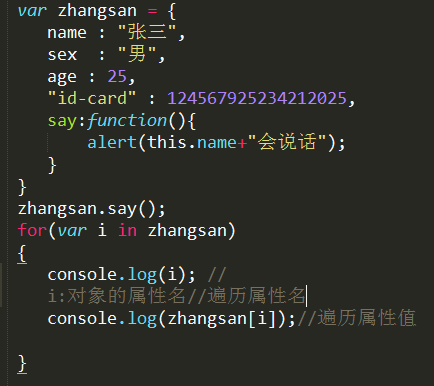 var zhangsan = {
name : "张三",
sex  : "男",
age : 25,
"id-card" : 124567925234212025,
say:function(){
alert(this.name+"会说话");
}
}
zhangsan.say();
for(var i in zhangsan)
{
console.log(i); //
i:对象的属性名//遍历属性名
console.log(zhangsan[i]);//遍历属性值
}